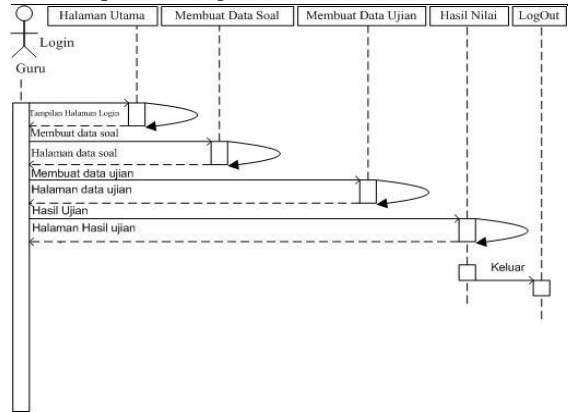 Halaman Utama
Membuat Data Soal
Membuat Data Ujian
Hasil Nilai
LogOut
Login
Guru
Tampilan Halaman Login
Membuat data soal
Halaman data soal
Membuat data ujian
Halaman data ujian
Hasil Ujian
Halaman Hasil ujian
Keluar